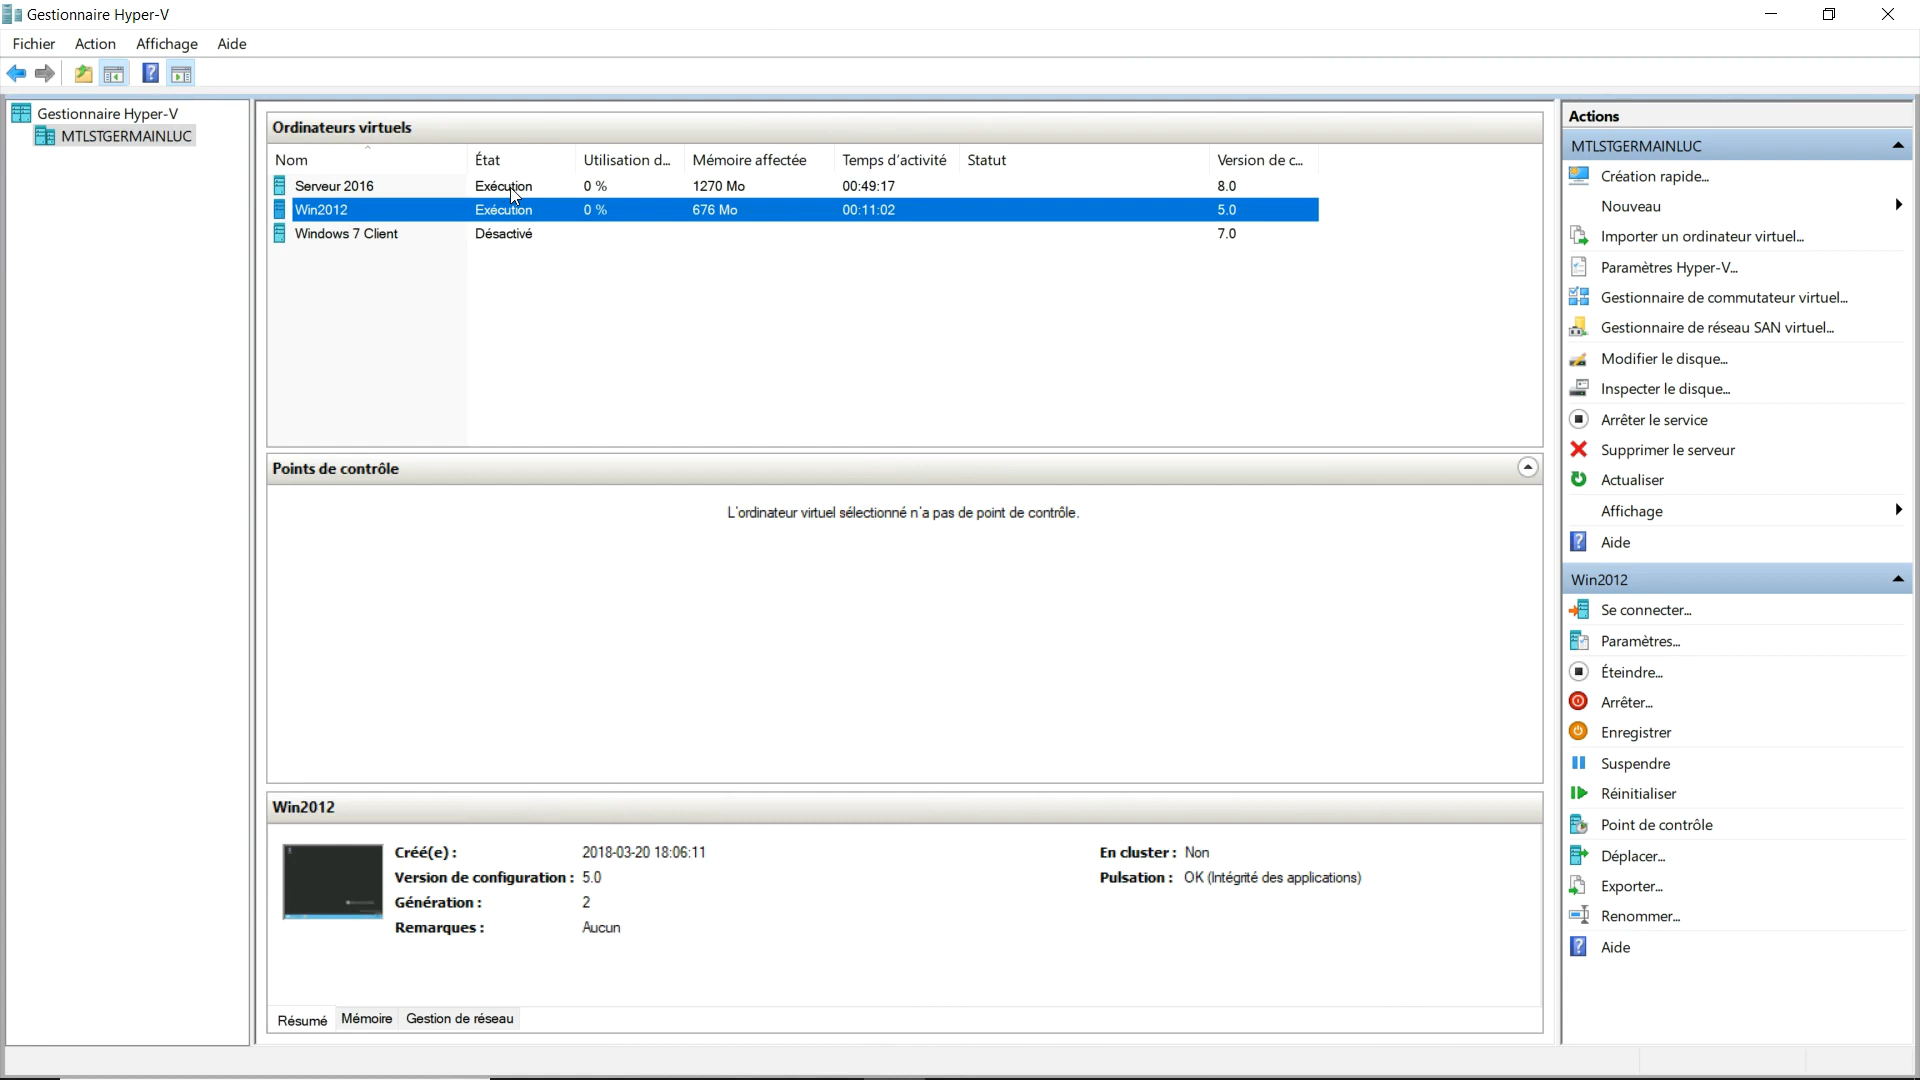 Gestionnaire Hyper-V
Fichier Action Affichage Aide
Gestionnaire Hyper-V
MTLSTGERMAINLUC
Ordinateurs virtuels
Nom État Utilisation d... Mémoire affectée Temps d'activité Statut Version de c...
Serveur 2016 Exécution 0 % 1270 Mo 00:49:17 8.0
Win2012 Exécution 0 % 676 Mo 00:11:02 5.0
Windows 7 Client Désactivé 7.0
Points de contrôle
L'ordinateur virtuel sélectionné n'a pas de point de contrôle.
Win2012
Créé(e) : 2018-03-20 18:06:11 En cluster : Non
Version de configuration : 5.0 Pulsation : OK (Intégrité des applications)
Génération : 2
Remarques : Aucun
Résumé Mémoire Gestion de réseau
Actions
MTLSTGERMAINLUC
Création rapide...
Nouveau
Importer un ordinateur virtuel...
Paramètres Hyper-V...
Gestionnaire de commutateur virtuel...
Gestionnaire de réseau SAN virtuel...
Modifier le disque...
Inspecter le disque...
Arrêter le service
Supprimer le serveur
Actualiser
Affichage
Aide
Win2012
Se connecter...
Paramètres...
Éteindre...
Arrêter...
Enregistrer
Suspendre
Réinitialiser
Point de contrôle
Déplacer...
Exporter...
Renommer...
Aide